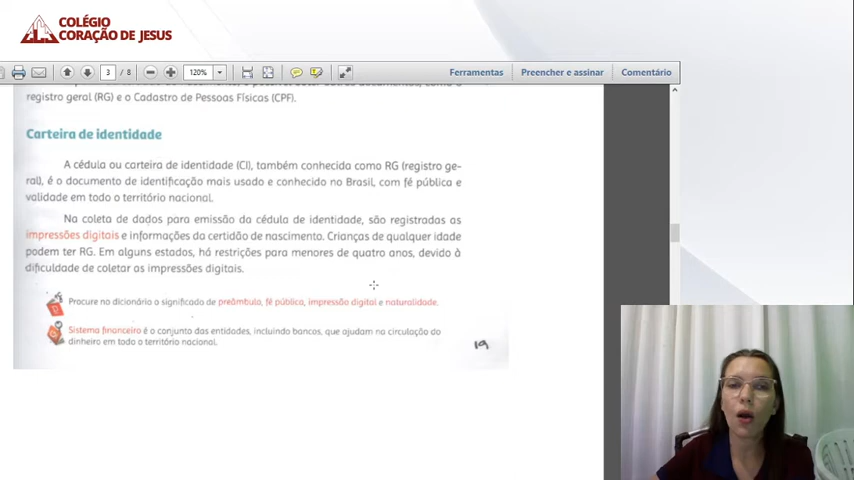 COLÉGIO
CORAÇÃO DE JESUS
3 / 8
120%
Ferramentas
Preencher e assinar
Comentário
registro geral (RG) e o Cadastro de Pessoas Físicas (CPF).
Carteira de identidade
A cédula ou carteira de identidade (CI), também conhecida como RG (registro ge-
ral), é o documento de identificação mais usado e conhecido no Brasil, com fé pública e
validade em todo o território nacional.
Na coleta de dados para emissão da cédula de identidade, são registradas as
impressões digitais e informações da certidão de nascimento. Crianças de qualquer idade
podem ter RG. Em alguns estados, há restrições para menores de quatro anos, devido à
dificuldade de coletar as impressões digitais.
Procure no dicionário o significado de preâmbulo, fé pública, impressão digital e naturalidade.
Sistema financeiro é o conjunto das entidades, incluindo bancos, que ajudam na circulação do
dinheiro em todo o território nacional.
19